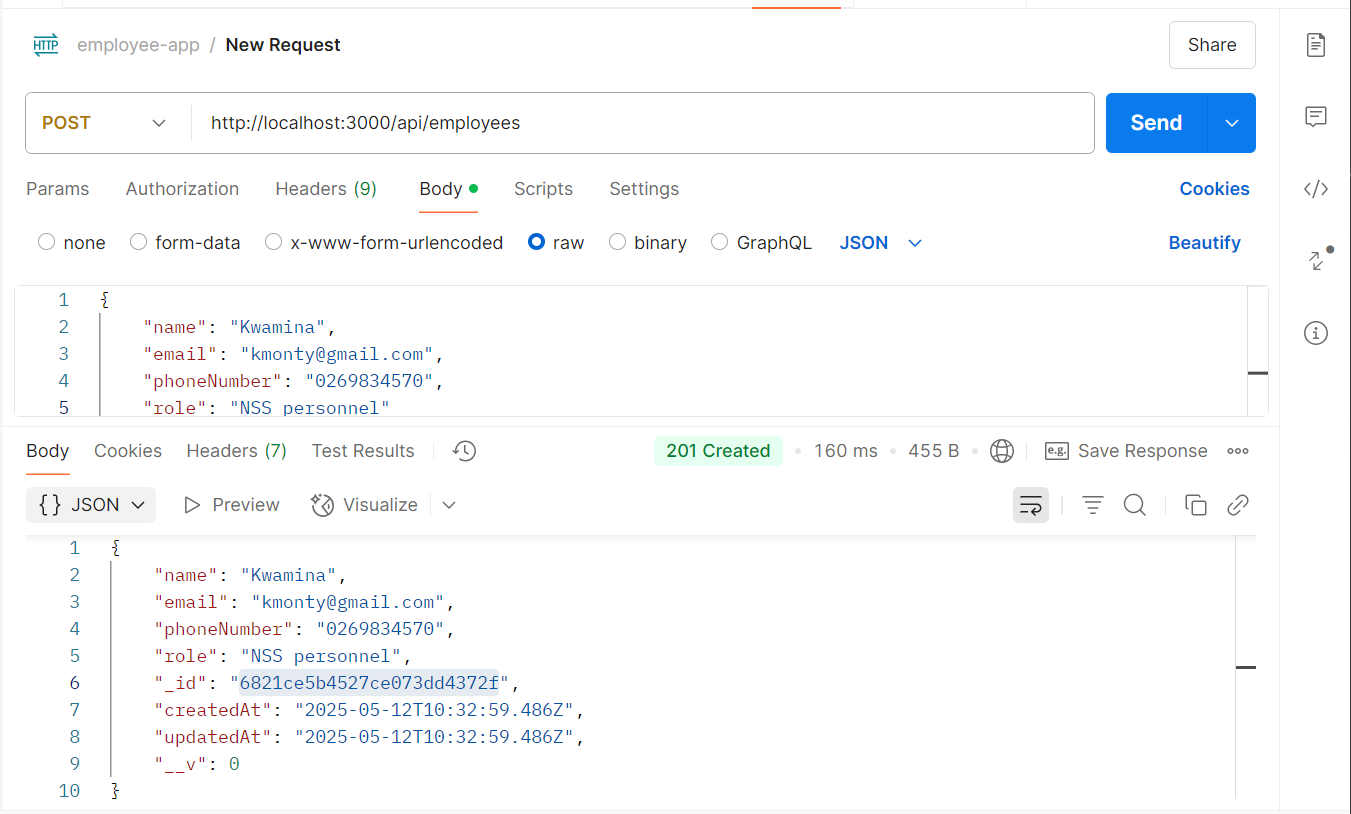 HTTP employee-app / New Request Share
POST http://localhost:3000/api/employees Send
Params Authorization Headers (9) Body Scripts Settings Cookies
none form-data x-www-form-urlencoded raw binary GraphQL JSON Beautify
1 {
2 "name": "Kwamina",
3 "email": "kmonty@gmail.com",
4 "phoneNumber": "0269834570",
5 "role": "NSS personnel"
Body Cookies Headers (7) Test Results 201 Created 160 ms 455 B e.g. Save Response
{} JSON Preview Visualize
1 {
2 "name": "Kwamina",
3 "email": "kmonty@gmail.com",
4 "phoneNumber": "0269834570",
5 "role": "NSS personnel",
6 "_id": "6821ce5b4527ce073dd4372f",
7 "createdAt": "2025-05-12T10:32:59.486Z",
8 "updatedAt": "2025-05-12T10:32:59.486Z",
9 "__v": 0
10 }